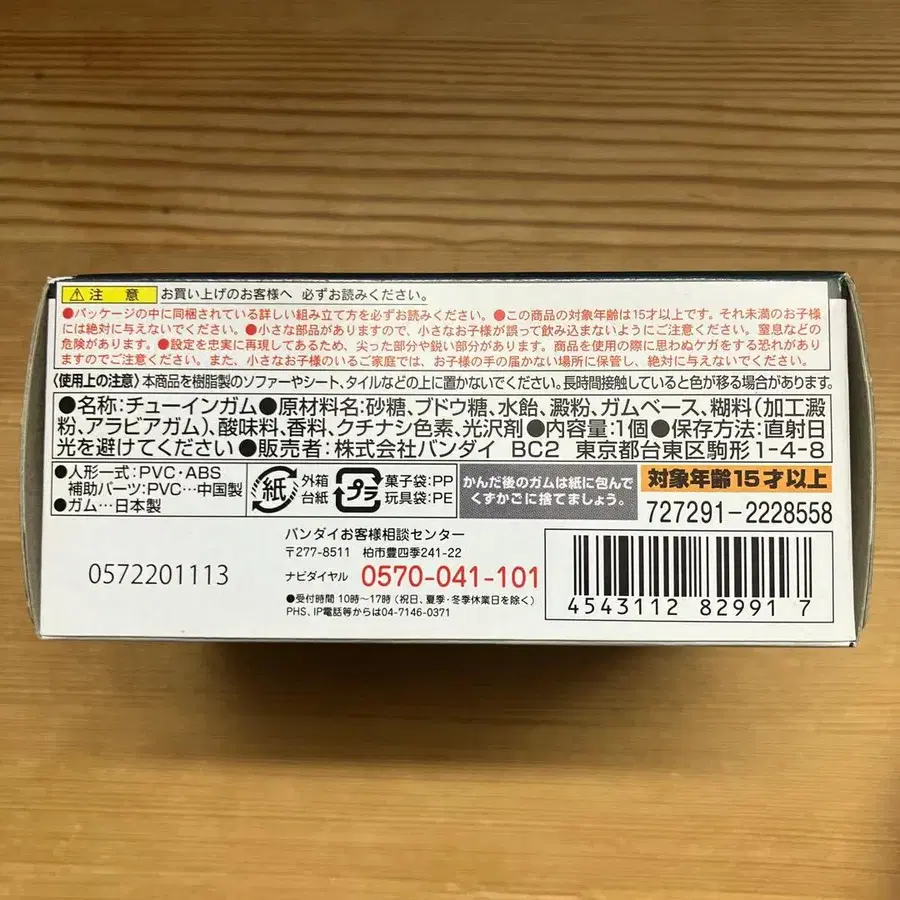 注意 お買い上げのお客様へ 必ずお読みください。
●パッケージの中に同梱されている詳しい組み立て方を必ずお読みください。●この商品の対象年齢は15才以上です。それ未満のお子様
には絶対に与えないでください。●小さな部品がありますので、小さなお子様が誤って飲み込まないようにご注意ください。窒息などの
危険があります。●設定を忠実に再現してあるため、尖った部分や鋭い部分があります。商品を使用の際に思わぬケガをする恐れがあり
ますのでご注意ください。また、小さなお子様のいるご家庭では、お子様の手の届かない場所に保管し、絶対に与えないでください。
〈使用上の注意〉本商品を樹脂製のソファーやシート、タイルなどの上に置かないでください。長時間接触していると色が移る場合があります。
●名称:チューインガム●原材料名:砂糖、ブドウ糖、水飴、澱粉、ガムベース、糊料(加工澱
粉、アラビアガム)、酸味料、香料、クチナシ色素、光沢剤●内容量:1個●保存方法:直射日
光を避けてください●販売者:株式会社バンダイ BC2 東京都台東区駒形1-4-8
●人形一式:PVC・ABS
補助パーツ:PVC…中国製
●ガム…日本製
紙 外箱
台紙
プラ 菓子袋:PP
玩具袋:PE
かんだ後のガムは紙に包んで
くずかごに捨てましょう。
対象年齢15才以上
727291-2228558
バンダイお客様相談センター
〒277-8511 柏市豊四季241-22
ナビダイヤル 0570-041-101
●受付時間 10時〜17時(祝日、夏季・冬季休業日を除く)
PHS、IP電話等からは04-7146-0371
0572201113
4543112 82991 7